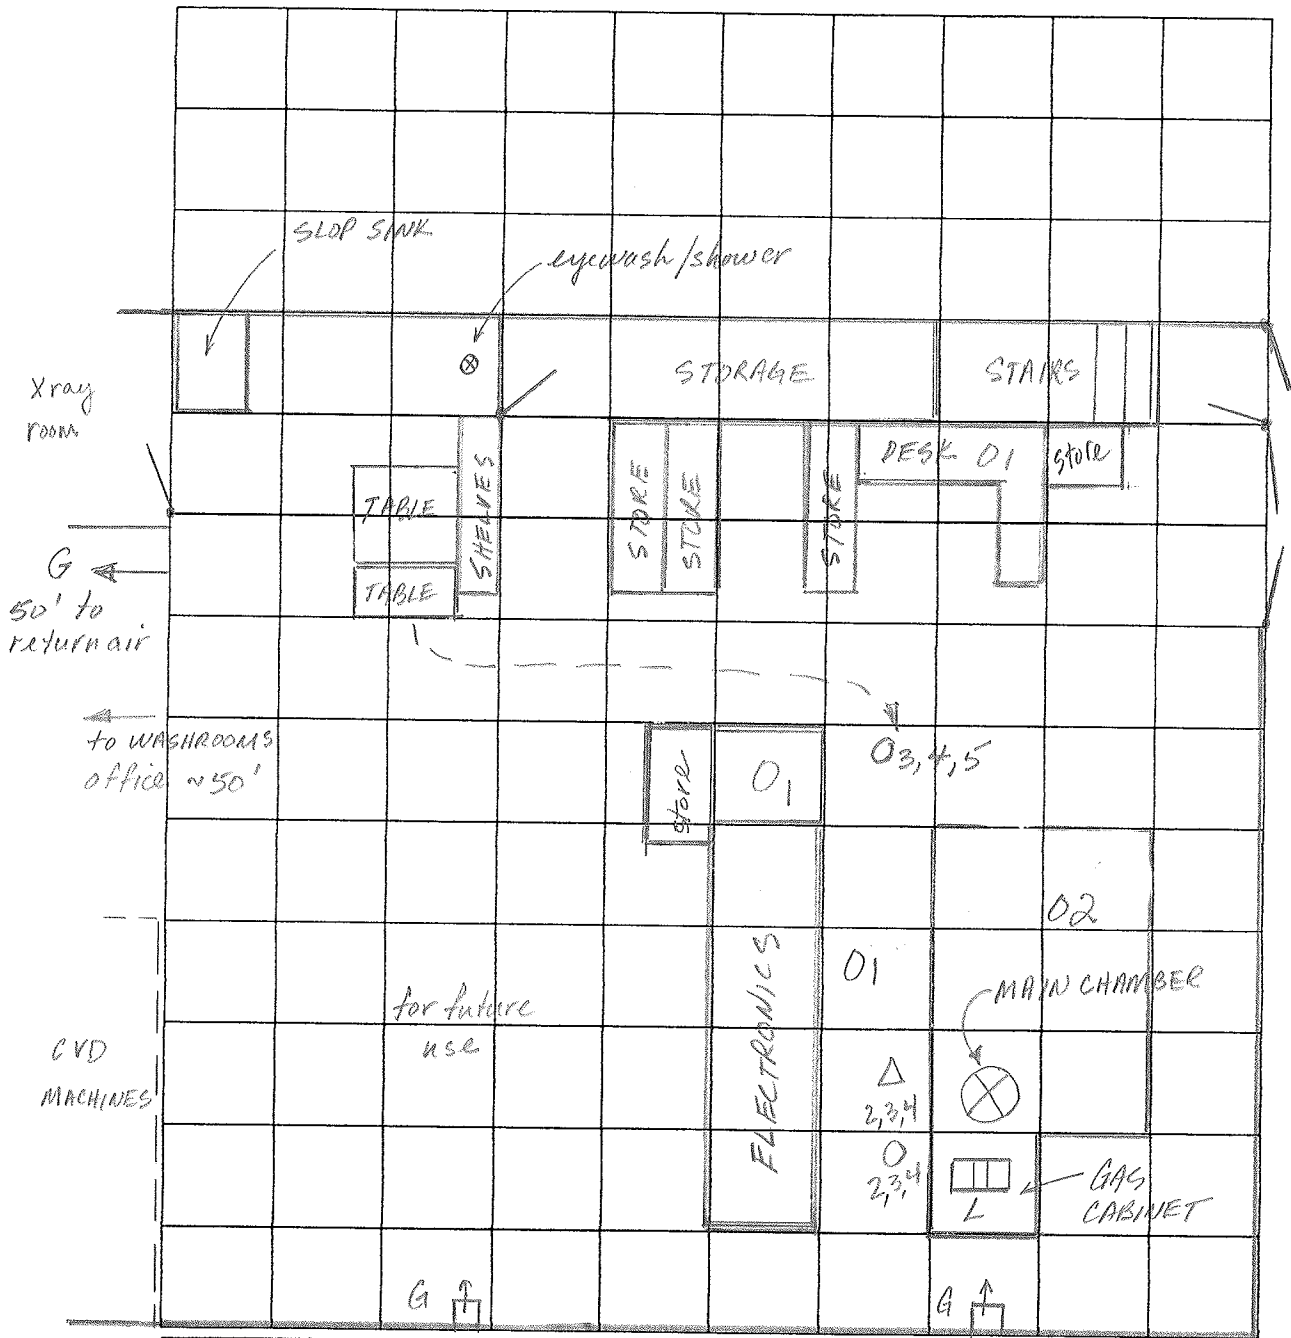 SLOP SINK
eyewash/shower
STORAGE
STAIRS
Xray
room
DESK O1
store
TABLE
SHELVES
STORE
STORE
STORE
TABLE
G
50' to
return air
to WASHROOMS
office ~50'
store
O1
O3,4,5
O2
O1
MAIN CHAMBER
for future
use
ELECTRONICS
CVD
MACHINES
Δ
2,3,4
O
2,3,4
L
GAS
CABINET
G
G